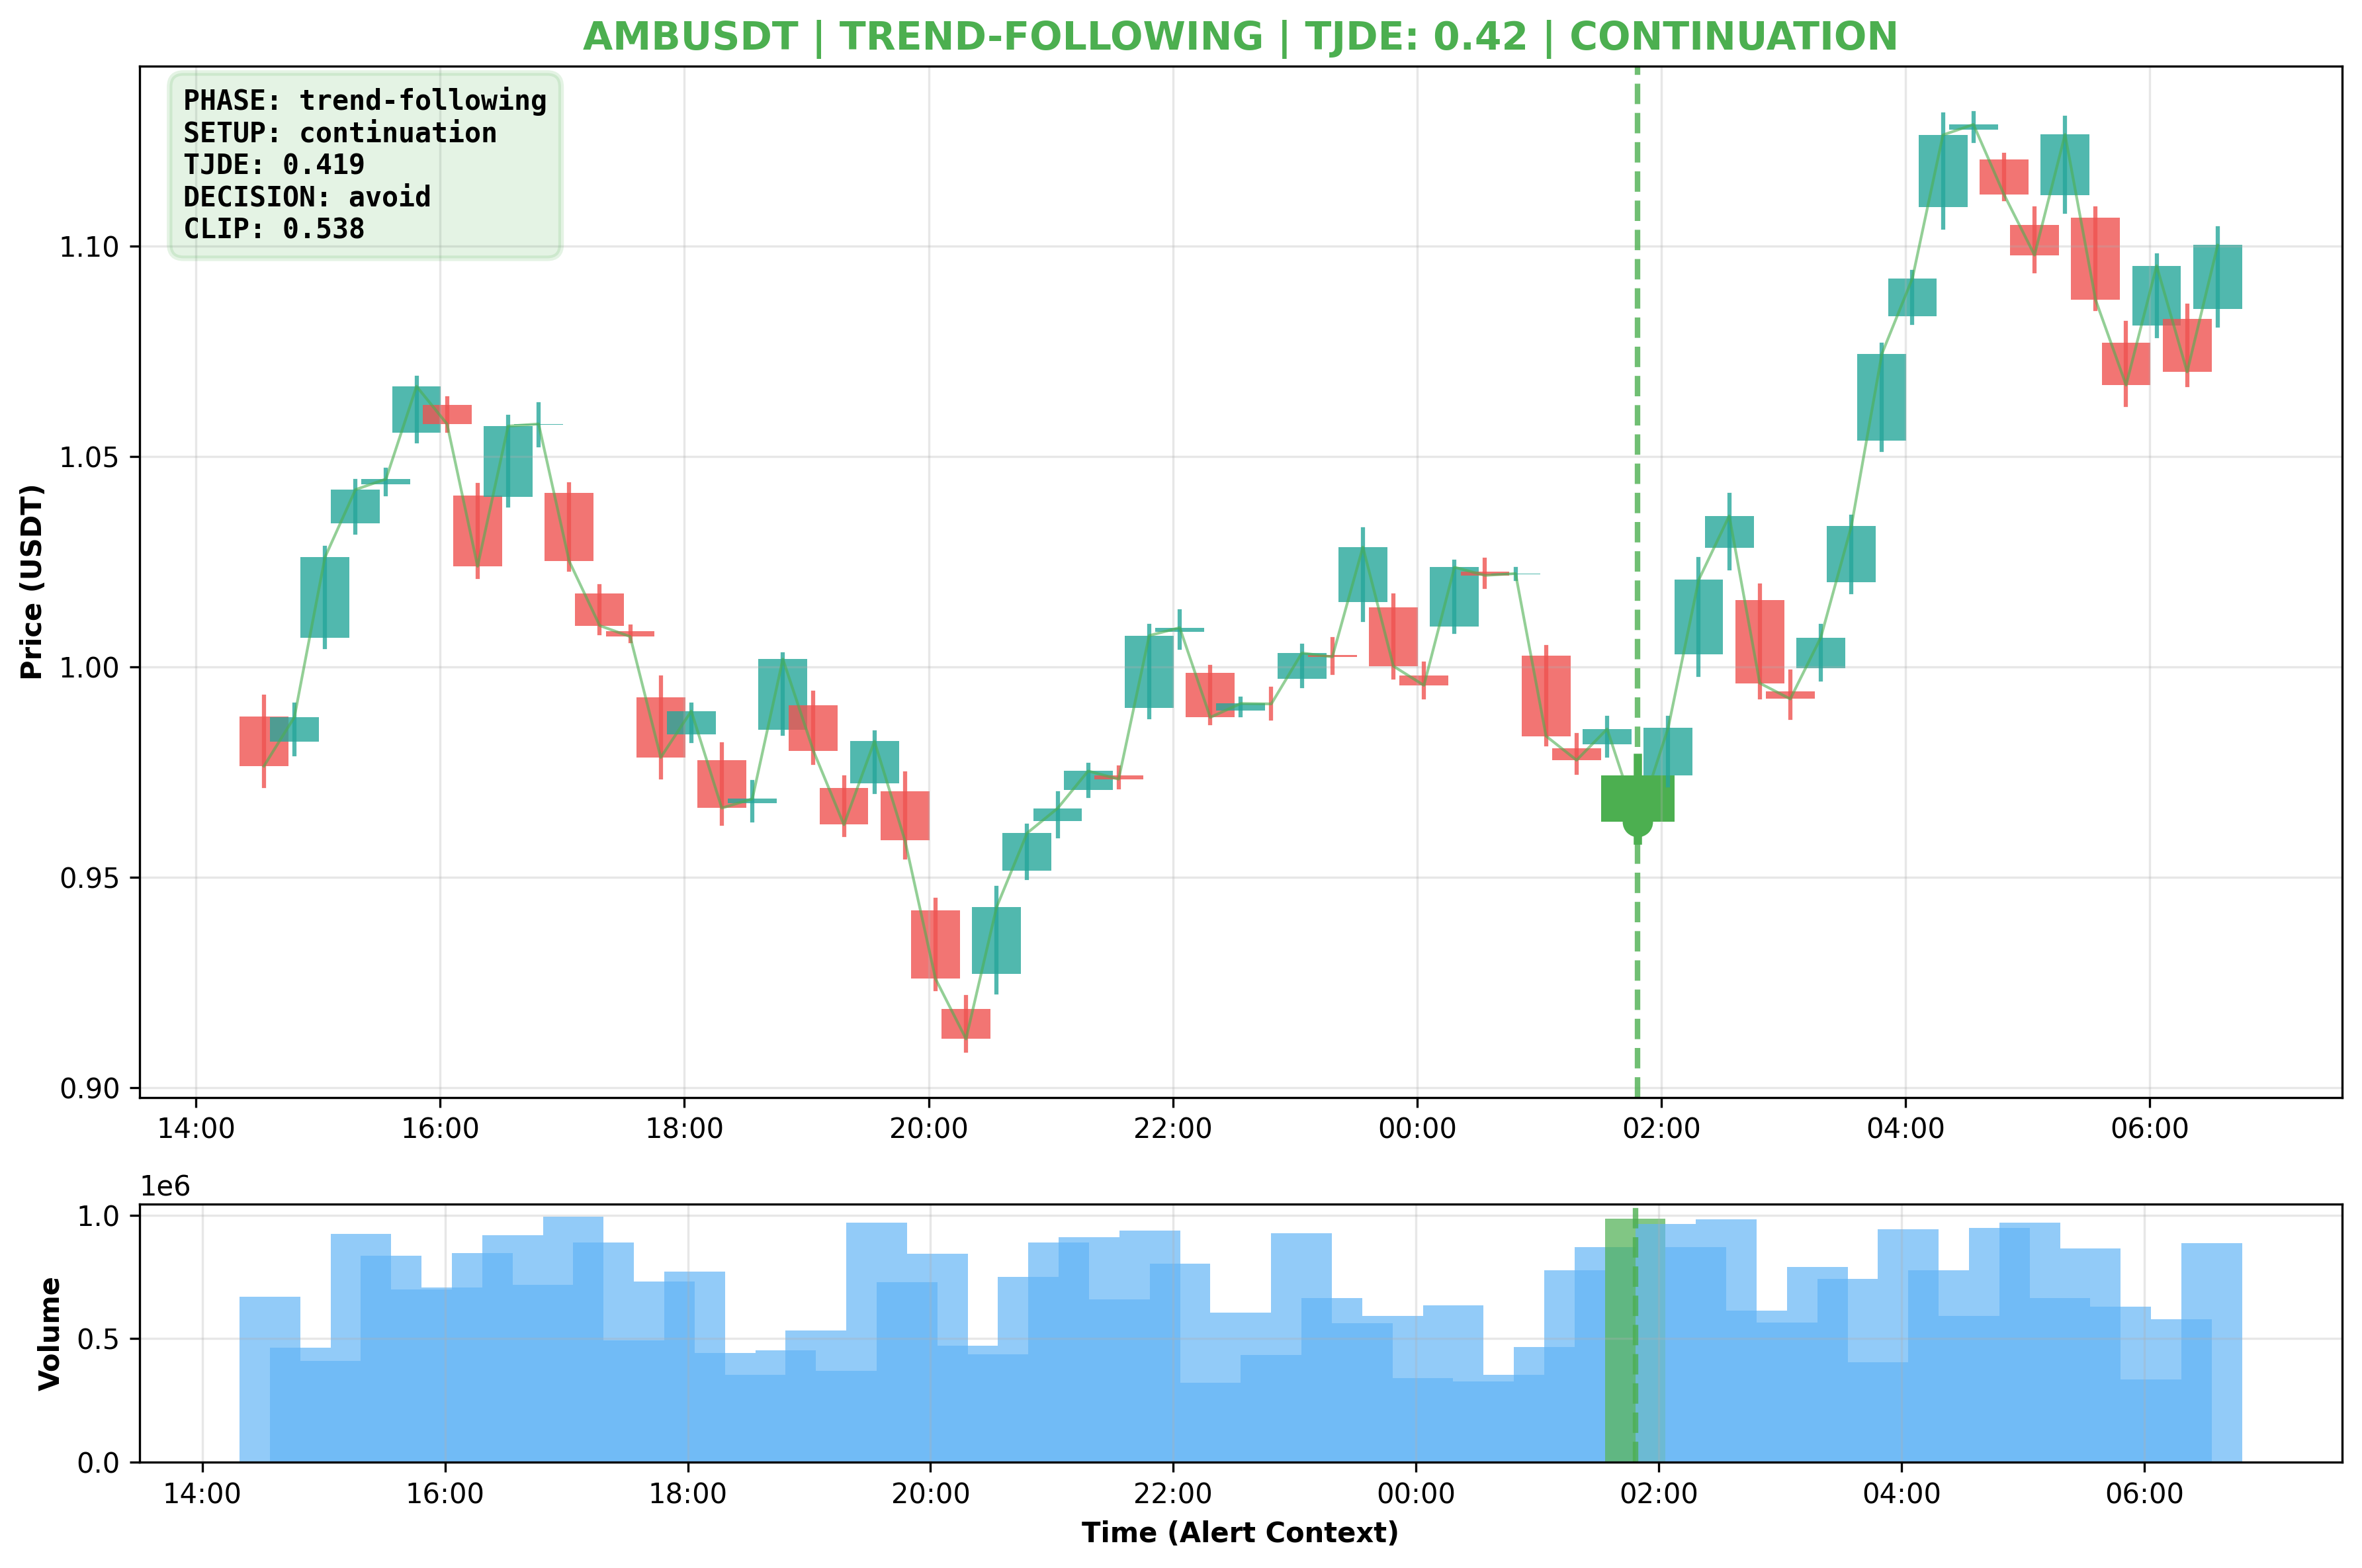 AMBUSDT | TREND-FOLLOWING | TJDE: 0.42 | CONTINUATION
PHASE: trend-following
SETUP: continuation
TJDE: 0.419
DECISION: avoid
CLIP: 0.538
Price (USDT)
1.10
1.05
1.00
0.95
0.90
14:00 16:00 18:00 20:00 22:00 00:00 02:00 04:00 06:00
1e6
Volume
1.0
0.5
0.0
14:00 16:00 18:00 20:00 22:00 00:00 02:00 04:00 06:00
Time (Alert Context)